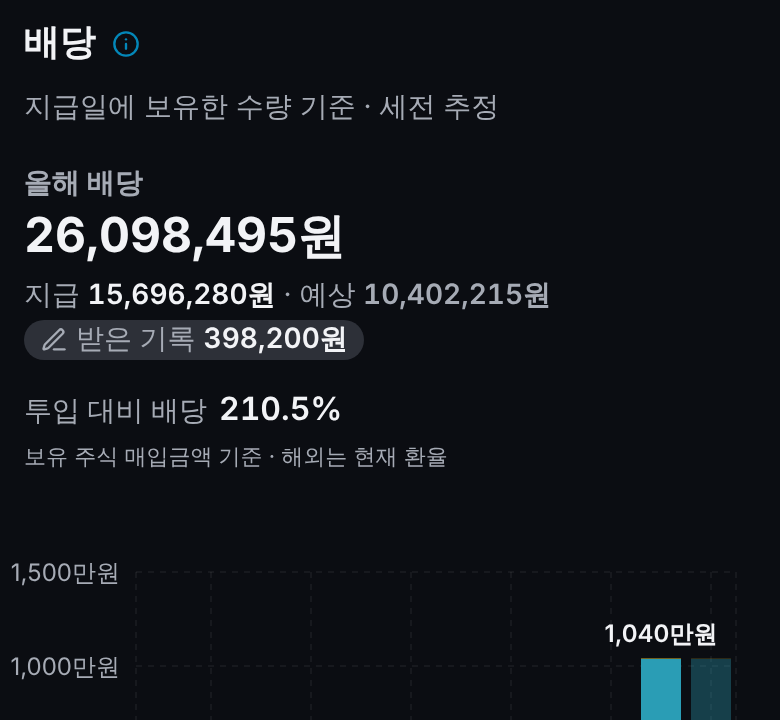 배당
지급일에 보유한 수량 기준 · 세전 추정
올해 배당
26,098,495원
지급 15,696,280원 · 예상 10,402,215원
받은 기록 398,200원
투입 대비 배당 210.5%
보유 주식 매입금액 기준 · 해외는 현재 환율
1,500만원
1,040만원
1,000만원